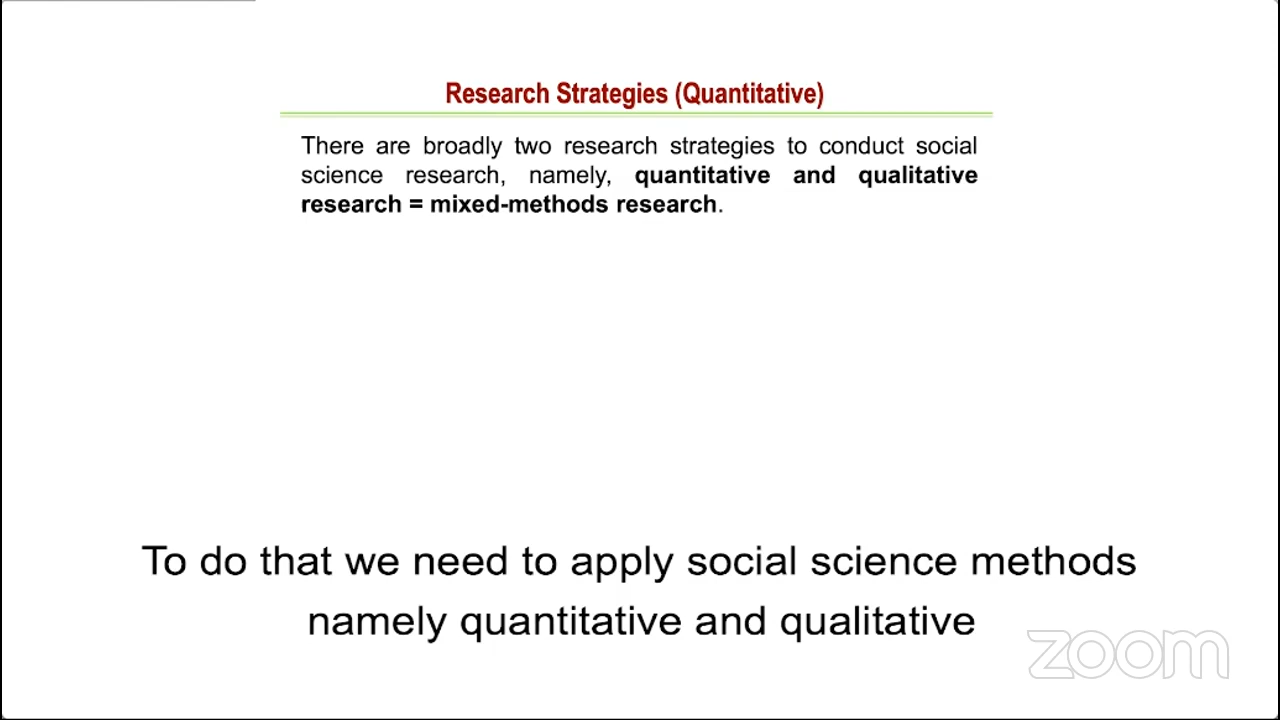 Research Strategies (Quantitative)
There are broadly two research strategies to conduct social
science research, namely, quantitative and qualitative
research = mixed-methods research.
To do that we need to apply social science methods
namely quantitative and qualitative
zoom